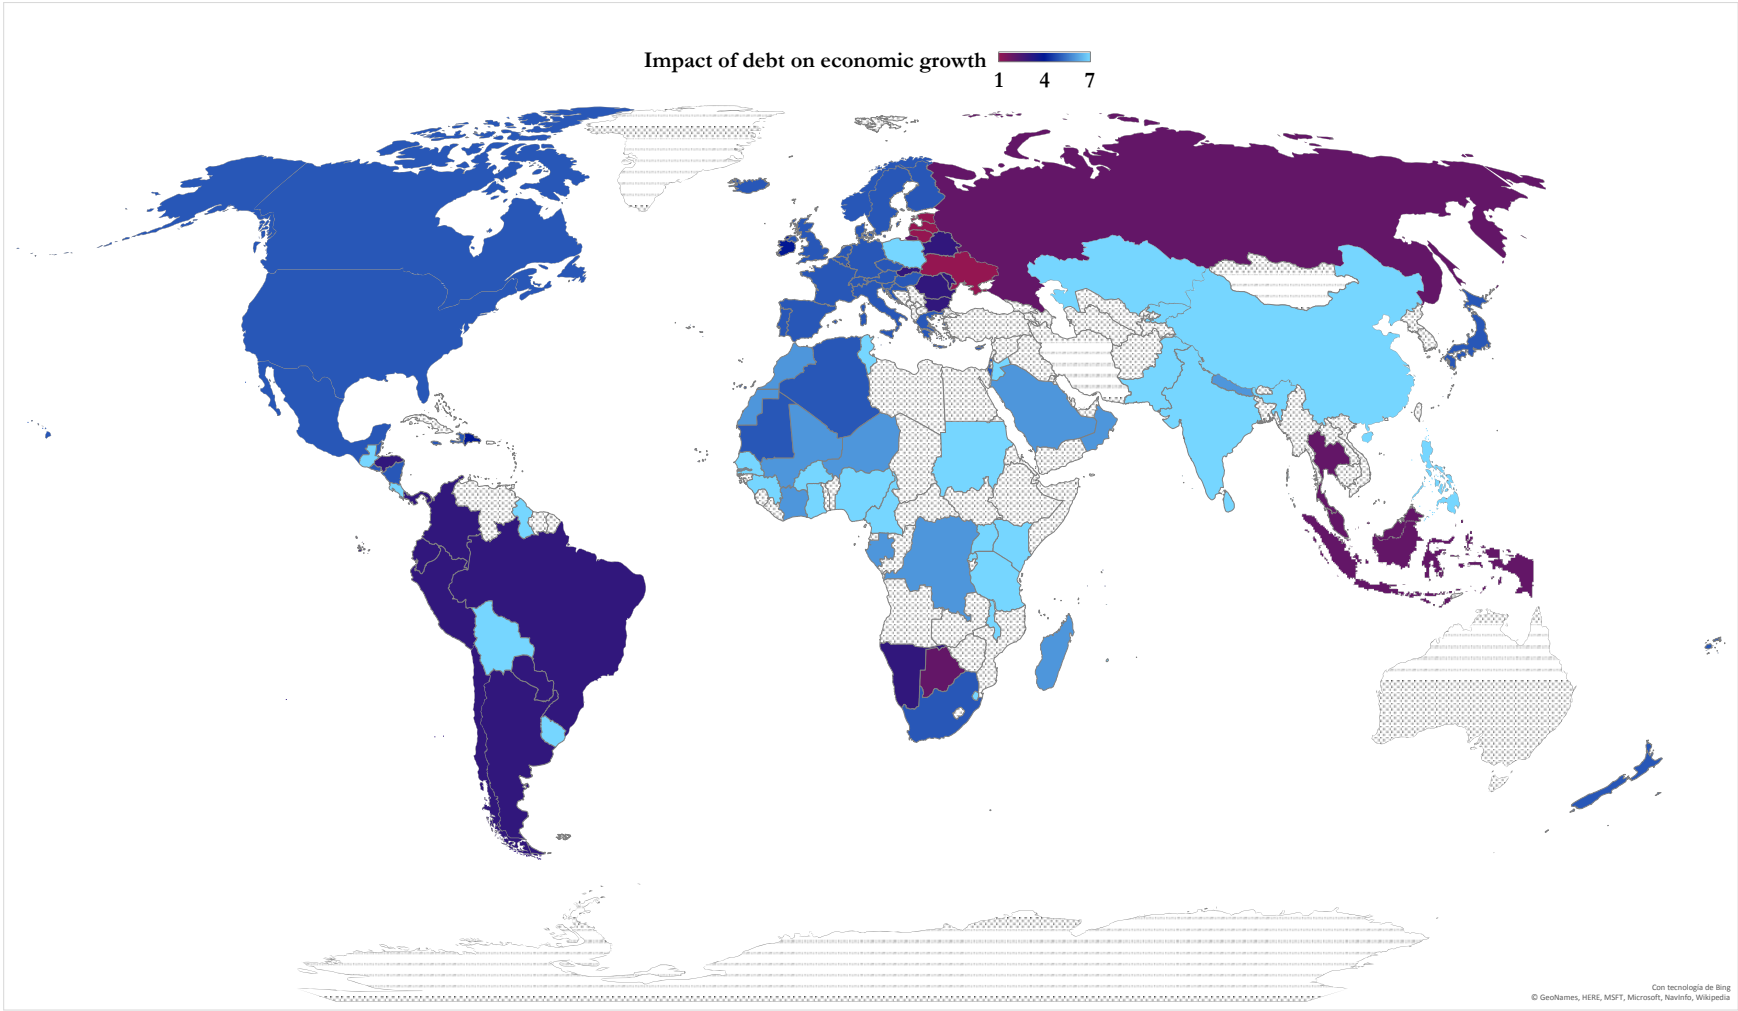 Impact of debt on economic growth
1 4 7
Con tecnología de Bing
© GeoNames, HERE, MSFT, Microsoft, NavInfo, Wikipedia